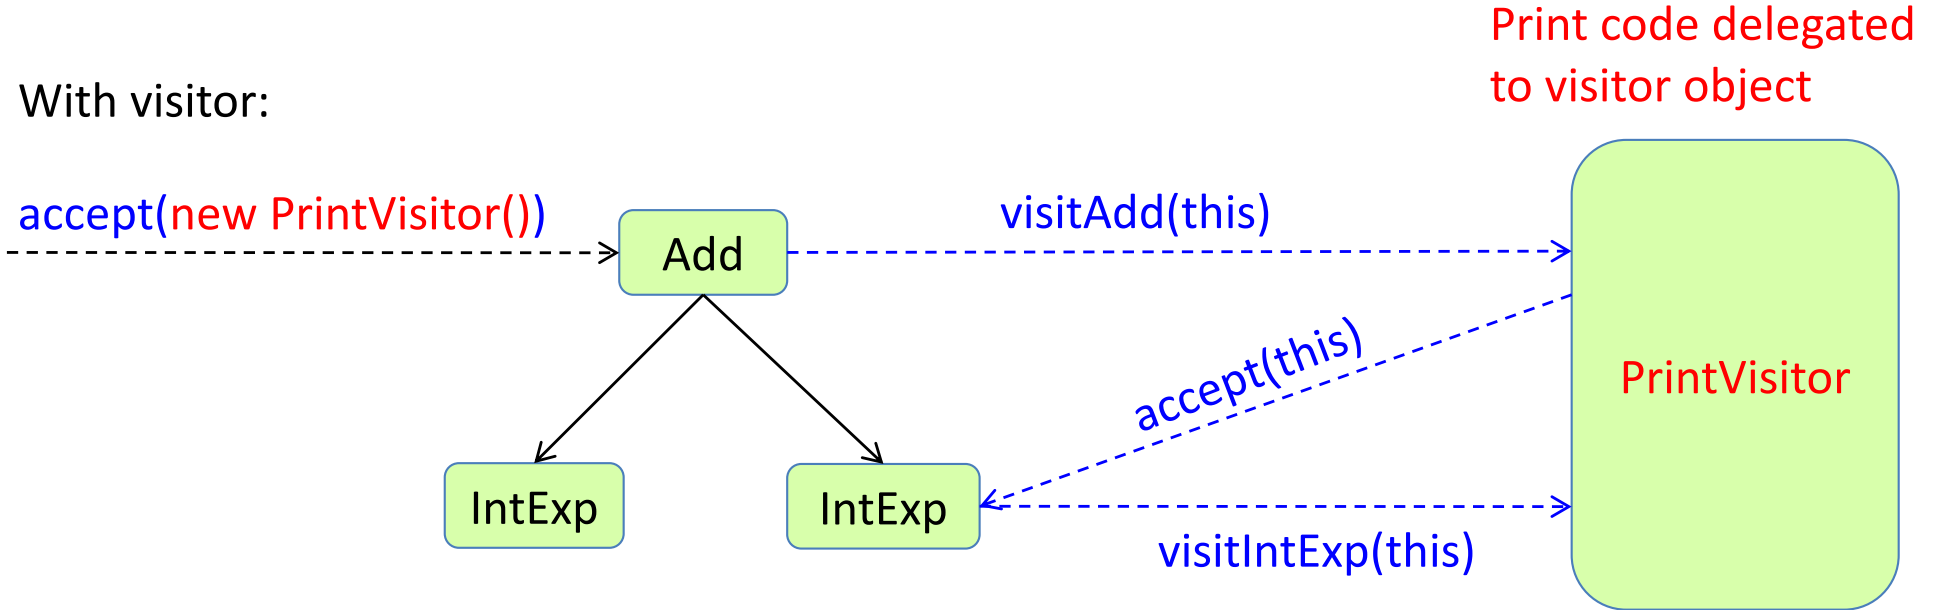 Print code delegated
to visitor object
With visitor:
accept(new PrintVisitor())
visitAdd(this)
Add
accept(this)
PrintVisitor
IntExp
IntExp
visitIntExp(this)